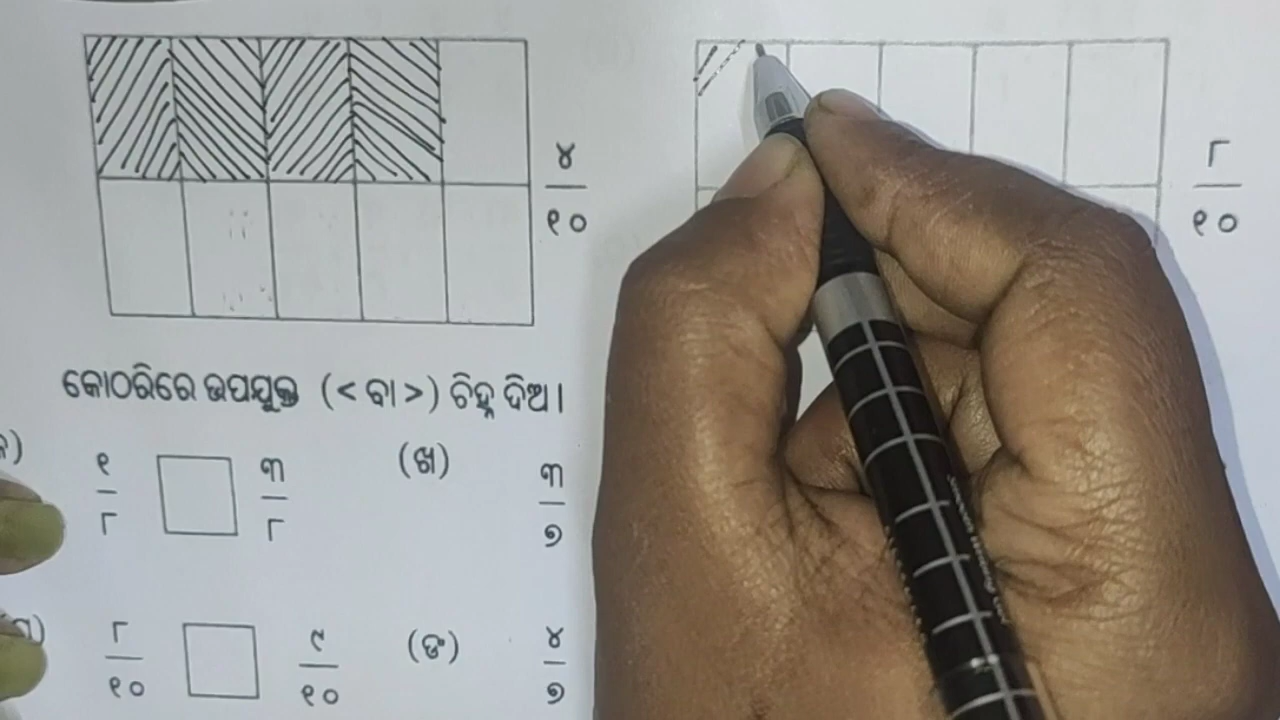 ୪/୧୦
୮/୧୦
କୋଠରିରେ ଉପଯୁକ୍ତ (< ବା >) ଚିହ୍ନ ଦିଅ।
୧/୮ ୩/୮ (ଖ) ୩/୭
୮/୧୦ ୯/୧୦ (ଙ) ୪/୭